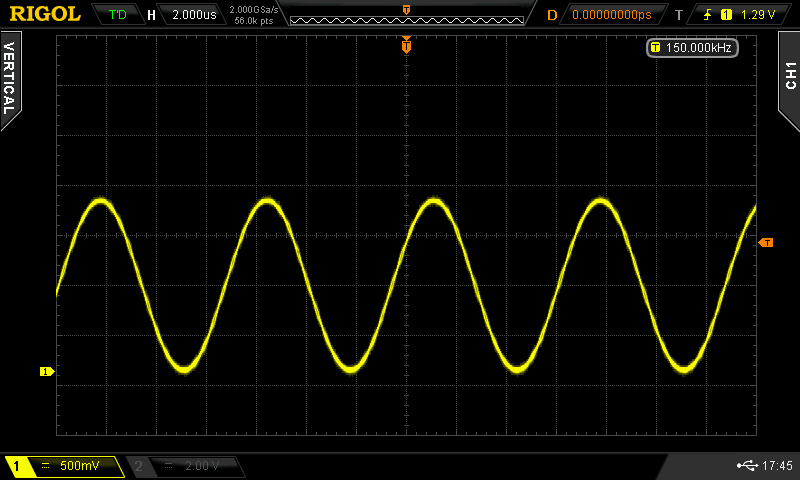 RIGOL T'D H 2.000us 2.000GSa/s 56.0k pts T D 0.00000000ps T 1 1.29 V
T
T 150.000kHz
VERTICAL
CH1
T
1
1 500mV 2 2.00 V 17:45